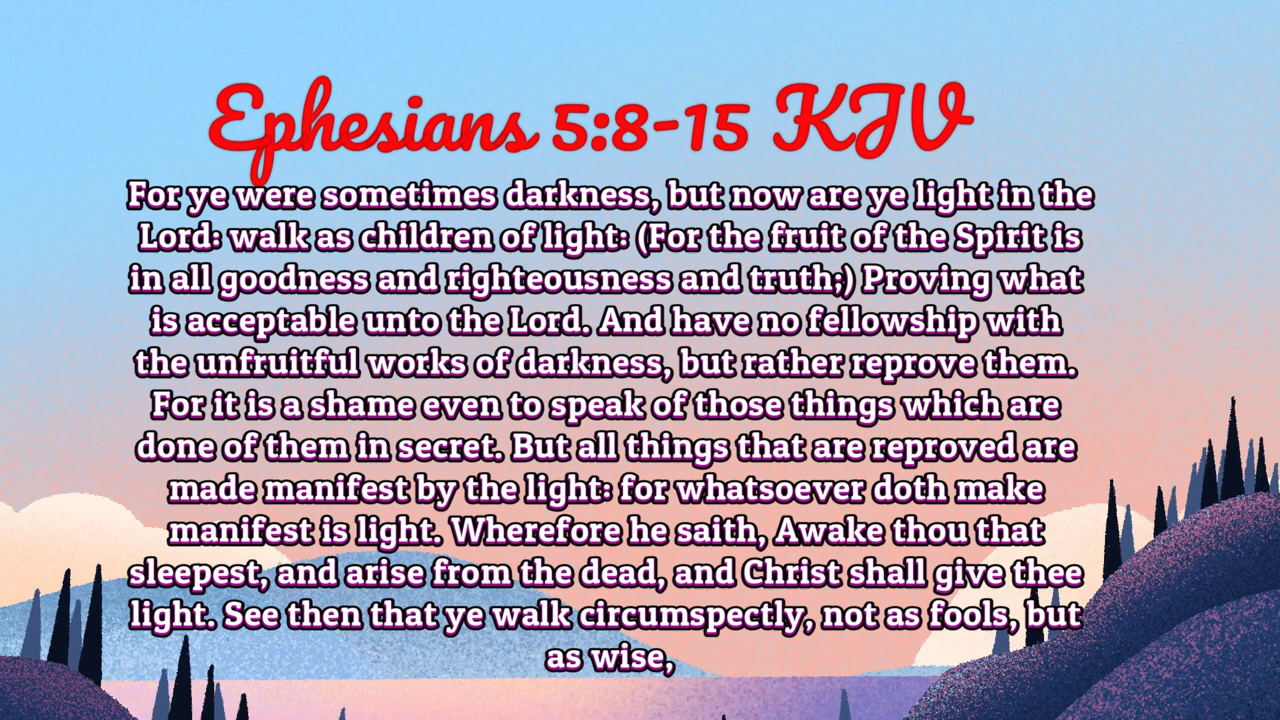 Ephesians 5:8-15 KJV
For ye were sometimes darkness, but now are ye light in the
Lord: walk as children of light: (For the fruit of the Spirit is
in all goodness and righteousness and truth;) Proving what
is acceptable unto the Lord. And have no fellowship with
the unfruitful works of darkness, but rather reprove them.
For it is a shame even to speak of those things which are
done of them in secret. But all things that are reproved are
made manifest by the light: for whatsoever doth make
manifest is light. Wherefore he saith, Awake thou that
sleepest, and arise from the dead, and Christ shall give thee
light. See then that ye walk circumspectly, not as fools, but
as wise,